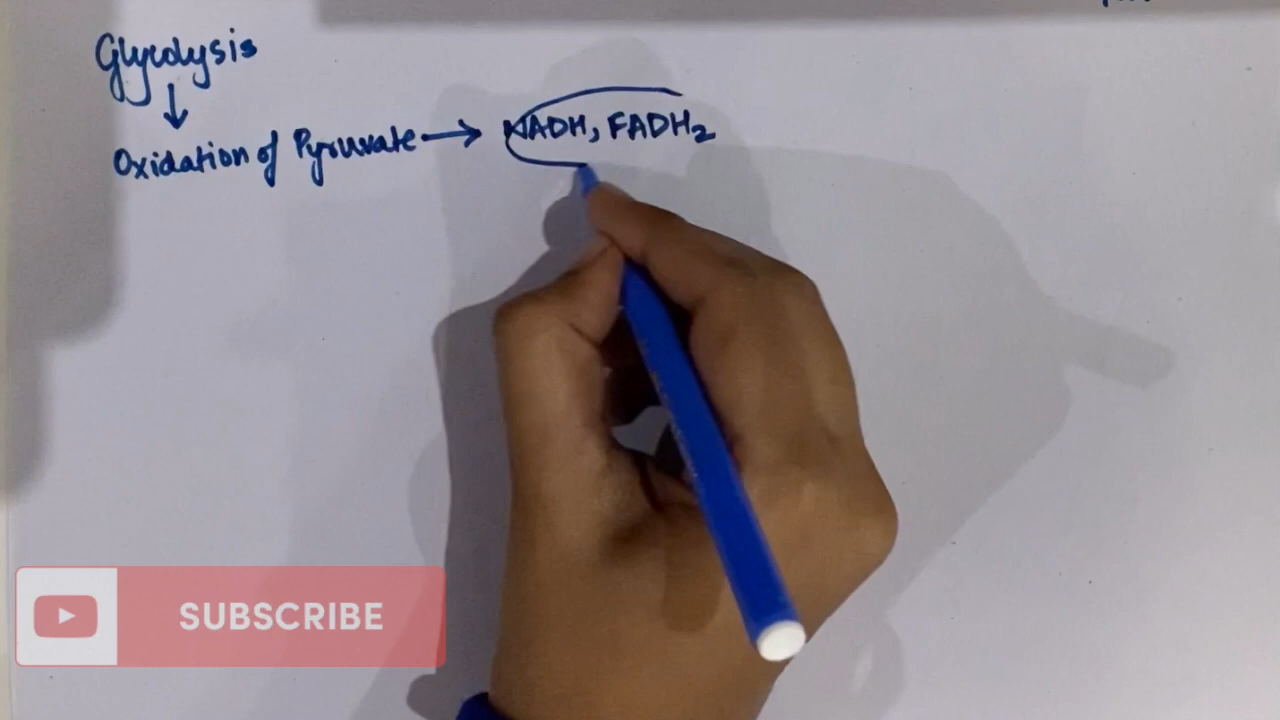 Glycolysis
↓
Oxidation of Pyruvate → NADH, FADH2
SUBSCRIBE